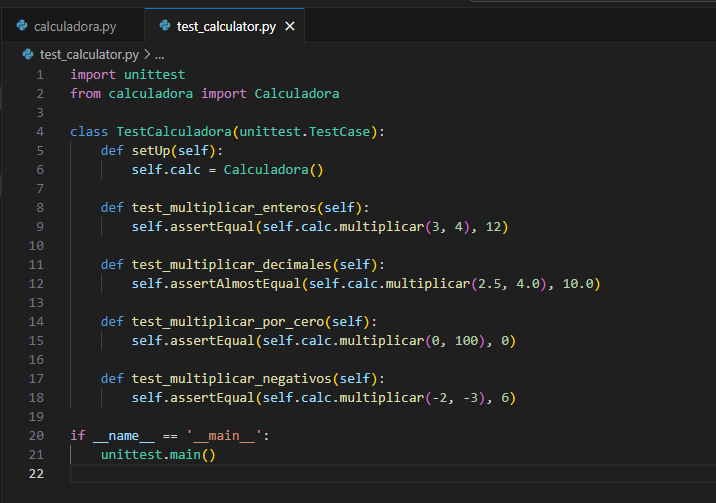 calculadora.py test_calculator.py ×
test_calculator.py > ...
1 import unittest
2 from calculadora import Calculadora
3
4 class TestCalculadora(unittest.TestCase):
5     def setUp(self):
6         self.calc = Calculadora()
7
8     def test_multiplicar_enteros(self):
9         self.assertEqual(self.calc.multiplicar(3, 4), 12)
10
11     def test_multiplicar_decimales(self):
12         self.assertAlmostEqual(self.calc.multiplicar(2.5, 4.0), 10.0)
13
14     def test_multiplicar_por_cero(self):
15         self.assertEqual(self.calc.multiplicar(0, 100), 0)
16
17     def test_multiplicar_negativos(self):
18         self.assertEqual(self.calc.multiplicar(-2, -3), 6)
19
20 if __name__ == '__main__':
21     unittest.main()
22